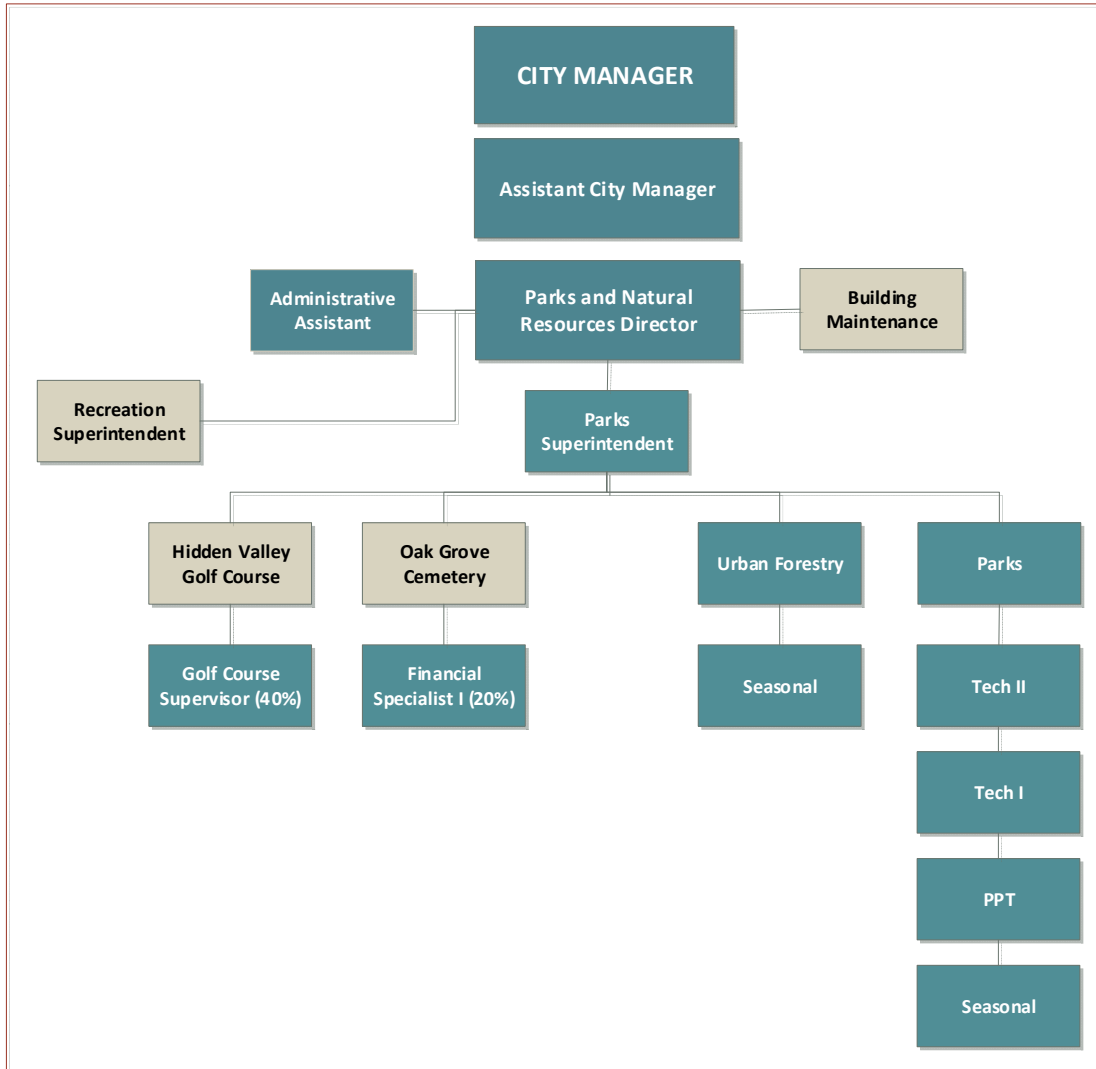 CITY MANAGER
Assistant City Manager
Administrative
Assistant
Parks and Natural
Resources Director
Building
Maintenance
Recreation
Superintendent
Parks
Superintendent
Hidden Valley
Golf Course
Oak Grove
Cemetery
Urban Forestry
Parks
Golf Course
Supervisor (40%)
Financial
Specialist I (20%)
Seasonal
Tech II
Tech I
PPT
Seasonal